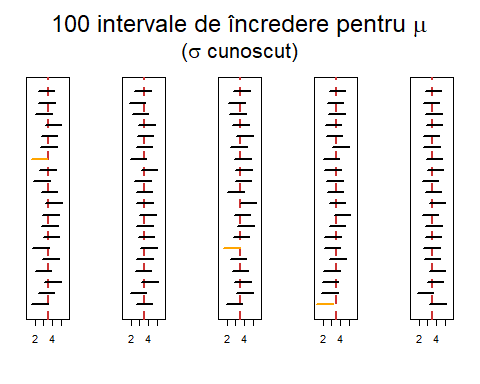 100 intervale de încredere pentru μ
(σ cunoscut)
2 4 2 4 2 4 2 4 2 4